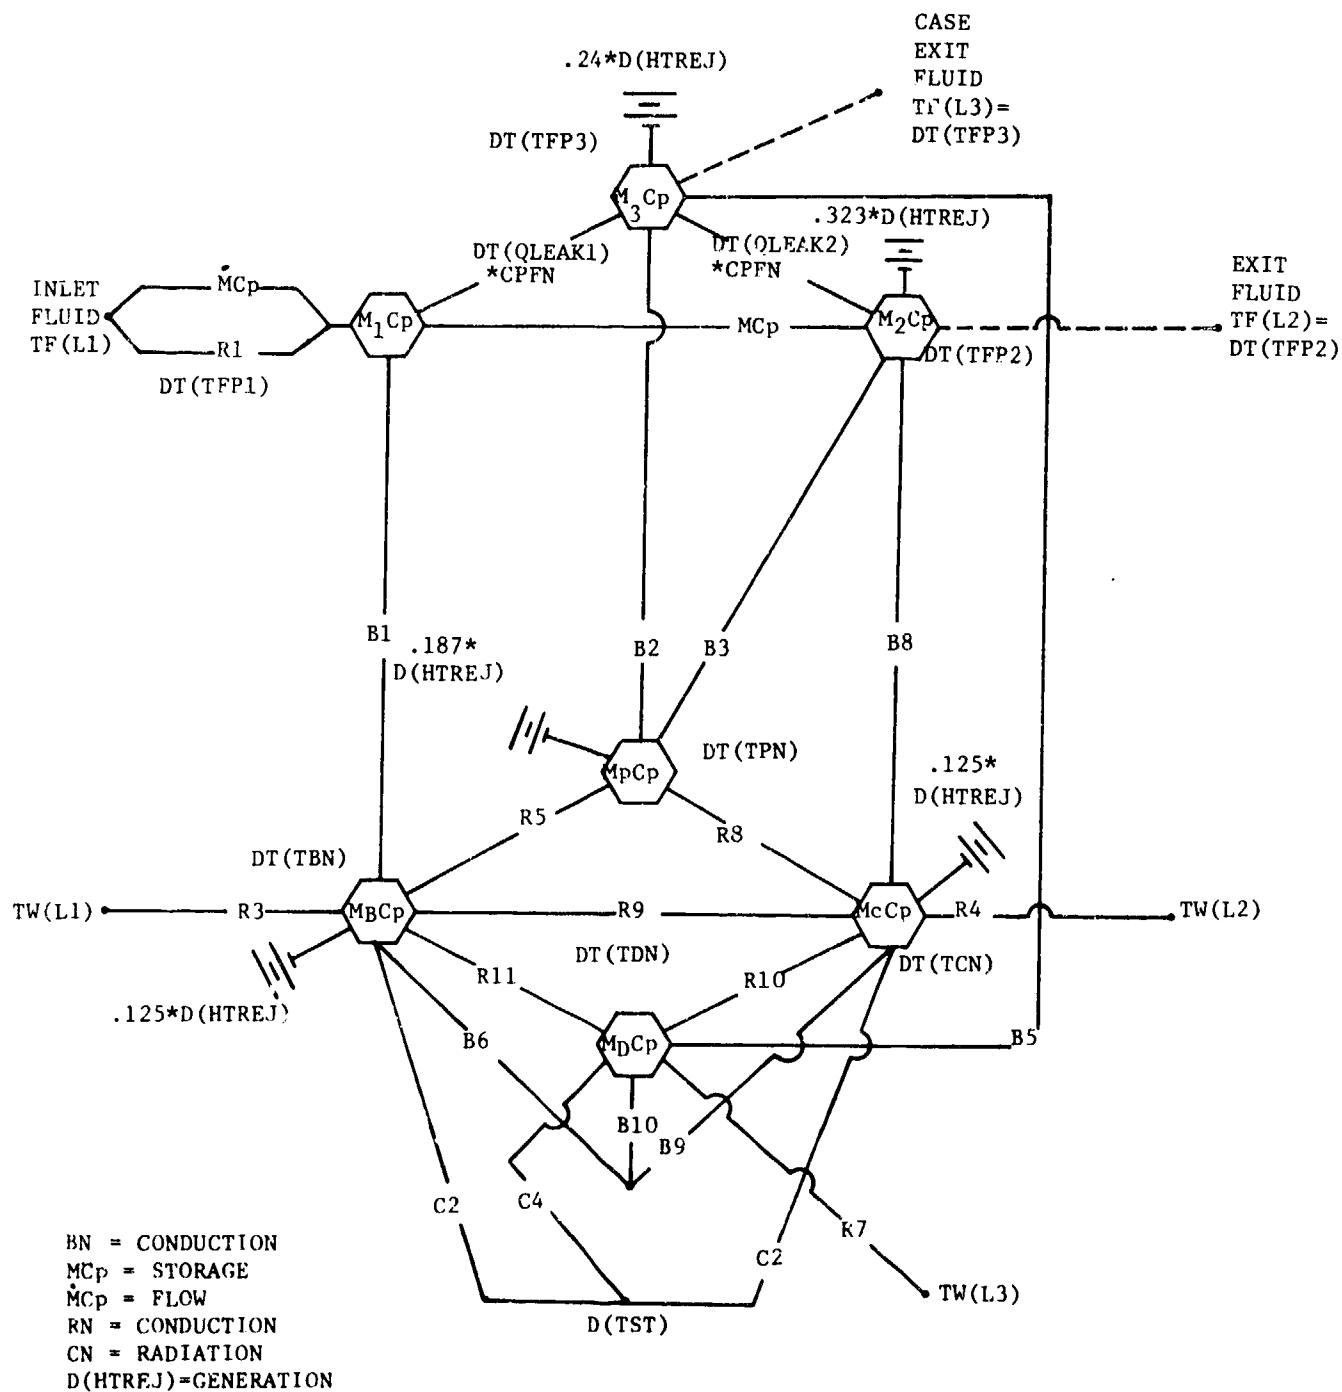 CASE
EXIT
FLUID
TF(L3)=
DT(TFP3)
.24*D(HTREJ)
DT(TFP3)
M3Cp
.323*D(HTREJ)
DT(QLEAK1)
*CPFN
DT(QLEAK2)
*CPFN
EXIT
FLUID
TF(L2)=
DT(TFP2)
INLET
FLUID
TF(L1)
ṀCp
R1
DT(TFP1)
M1Cp
MCp
M2Cp
DT(TFP2)
B1
.187*
D(HTREJ)
B2
B3
B8
MpCp
DT(TPN)
.125*
D(HTREJ)
R5
R8
DT(TBN)
TW(L1)
R3
MBCp
R9
McCp
R4
TW(L2)
DT(TDN)
DT(TCN)
R11
R10
.125*D(HTREJ)
B6
MDCp
B5
B10
B9
C2
C4
R7
C2
TW(L3)
D(TST)
BN = CONDUCTION
MCp = STORAGE
ṀCp = FLOW
RN = CONDUCTION
CN = RADIATION
D(HTREJ)=GENERATION